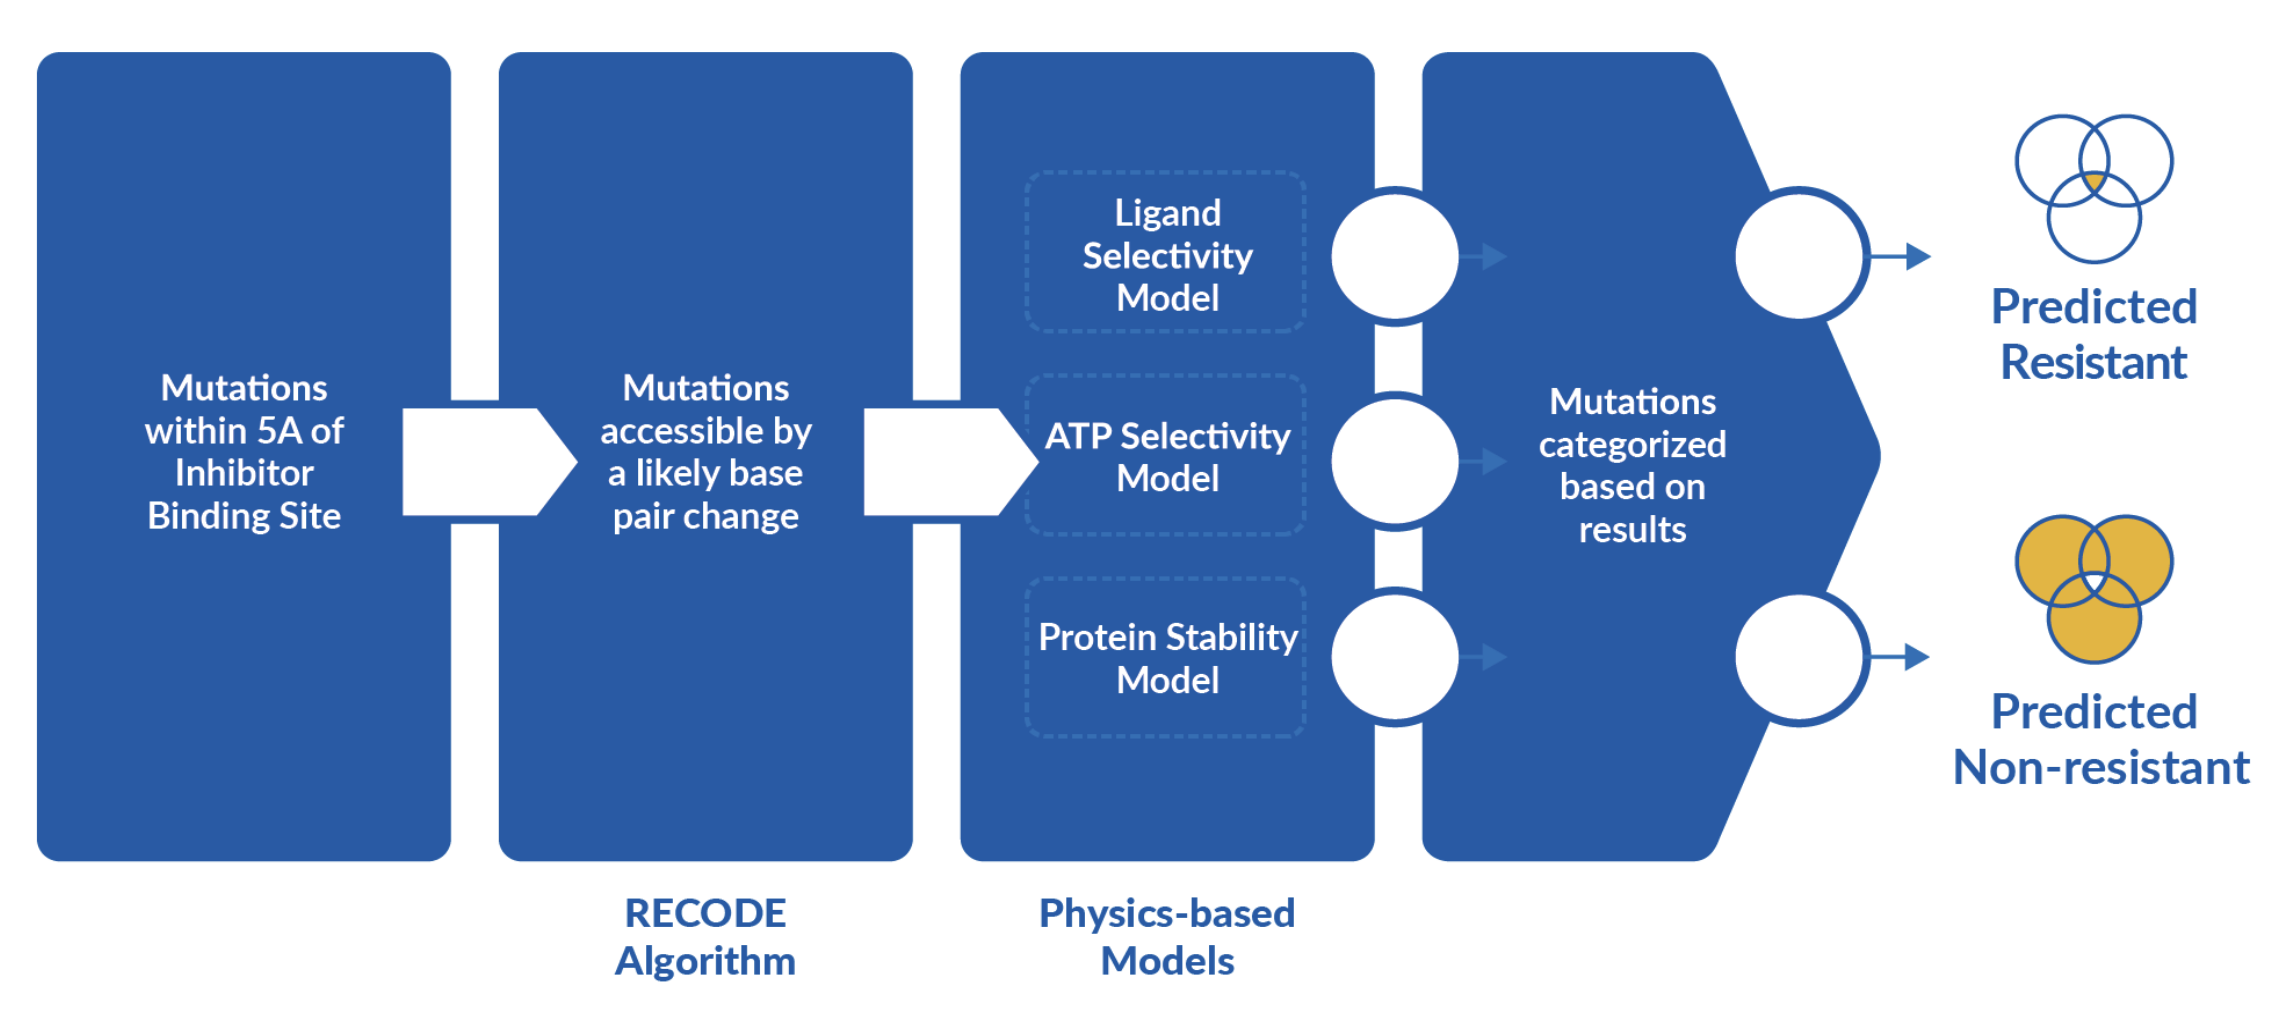 Mutations
within 5A of
Inhibitor
Binding Site
Mutations
accessible by
a likely base
pair change
RECODE
Algorithm
Ligand
Selectivity
Model
ATP Selectivity
Model
Protein Stability
Model
Physics-based
Models
Mutations
categorized
based on
results
Predicted
Resistant
Predicted
Non-resistant